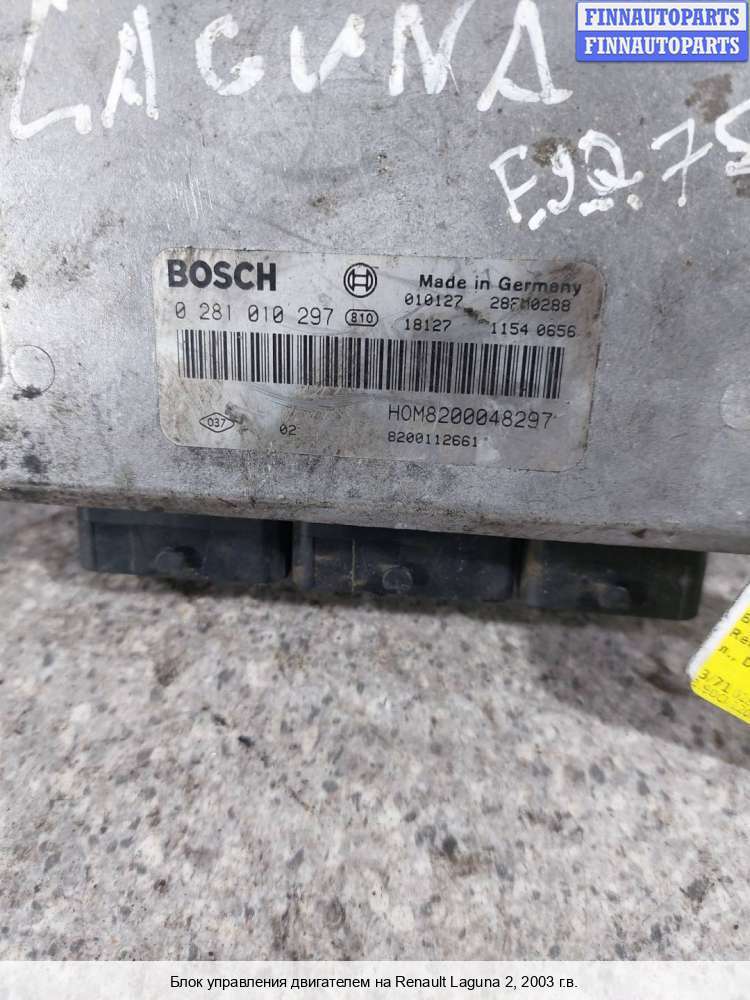 FINNAUTOPARTS
FINNAUTOPARTS
LAGUNA
F9Q 75
BOSCH
Made in Germany
0 281 010 297 810
010127 28FM0288
18127 1154 0656
HOM8200048297
037 02
8200112661
Блок управления двигателем на Renault Laguna 2, 2003 г.в.